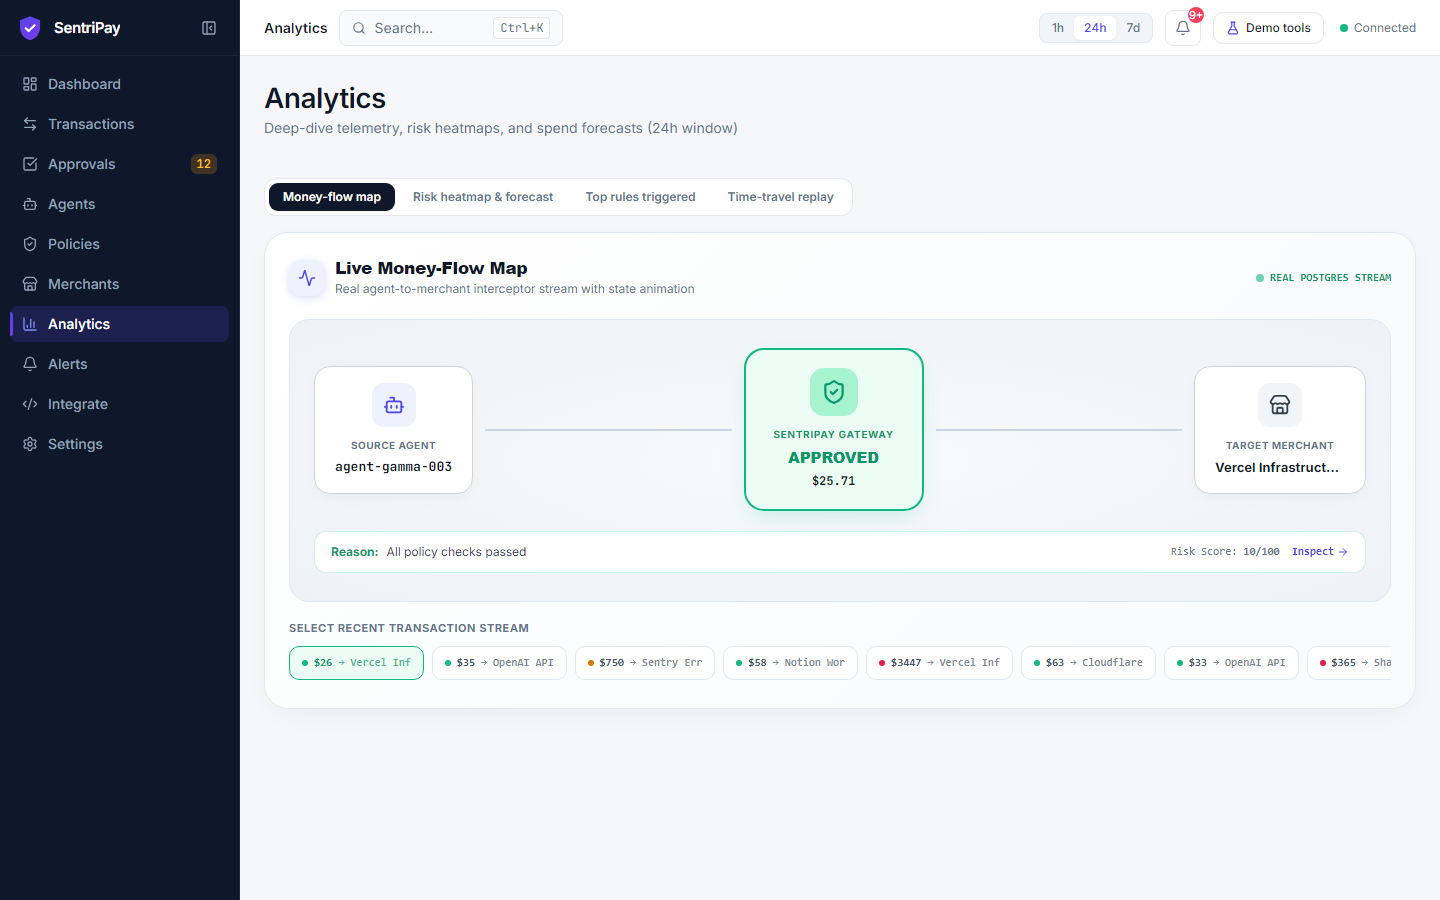 SentriPay
Dashboard
Transactions
Approvals 12
Agents
Policies
Merchants
Analytics
Alerts
Integrate
Settings
Analytics Search... Ctrl+K 1h 24h 7d 9+ Demo tools Connected
Analytics
Deep-dive telemetry, risk heatmaps, and spend forecasts (24h window)
Money-flow map Risk heatmap & forecast Top rules triggered Time-travel replay
Live Money-Flow Map
Real agent-to-merchant interceptor stream with state animation
REAL POSTGRES STREAM
SOURCE AGENT
agent-gamma-003
SENTRIPAY GATEWAY
APPROVED
$25.71
TARGET MERCHANT
Vercel Infrastruct...
Reason: All policy checks passed Risk Score: 10/100 Inspect →
SELECT RECENT TRANSACTION STREAM
$26 → Vercel Inf $35 → OpenAI API $750 → Sentry Err $58 → Notion Wor $3447 → Vercel Inf $63 → Cloudflare $33 → OpenAI API $365 → Sha